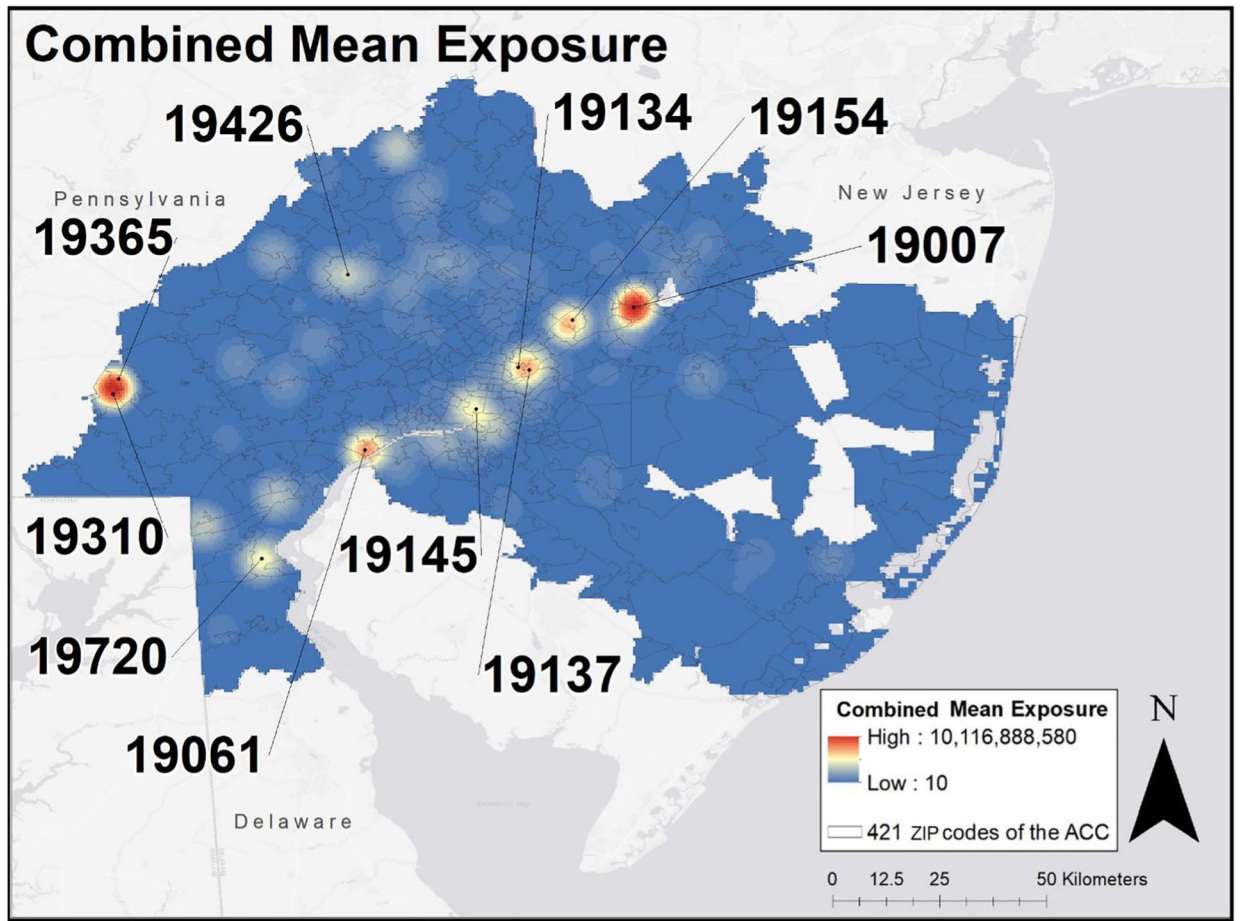 Combined Mean Exposure
19426
19134
19154
Pennsylvania
New Jersey
19365
19007
19310
19145
19720
19137
19061
Delaware
Combined Mean Exposure
High : 10,116,888,580
Low : 10
421 ZIP codes of the ACC
N
0 12.5 25 50 Kilometers